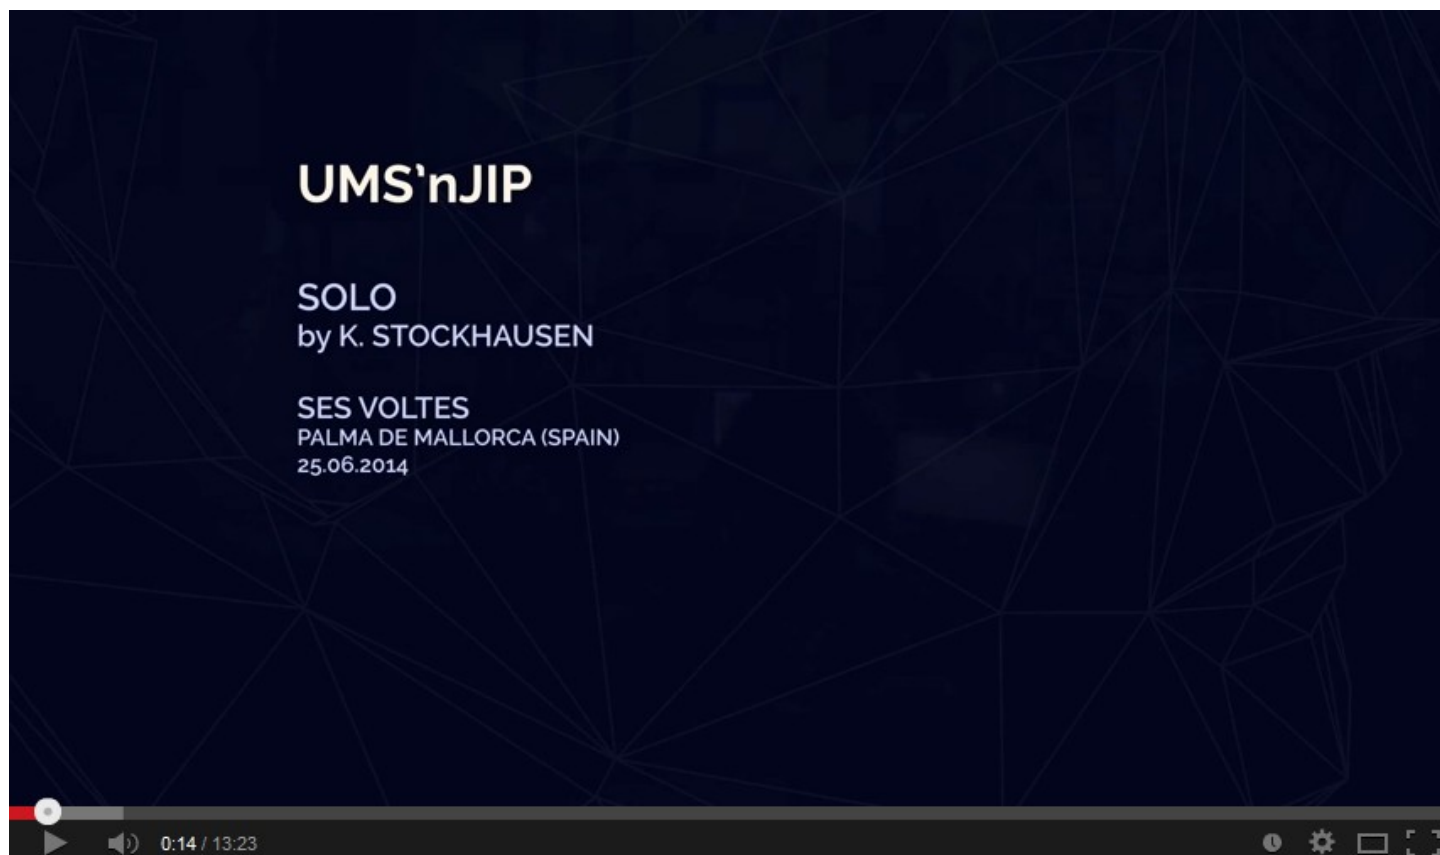 UMS’nJIP
SOLO
by K. STOCKHAUSEN
SES VOLTES
PALMA DE MALLORCA (SPAIN)
25.06.2014
0:14 / 13:23